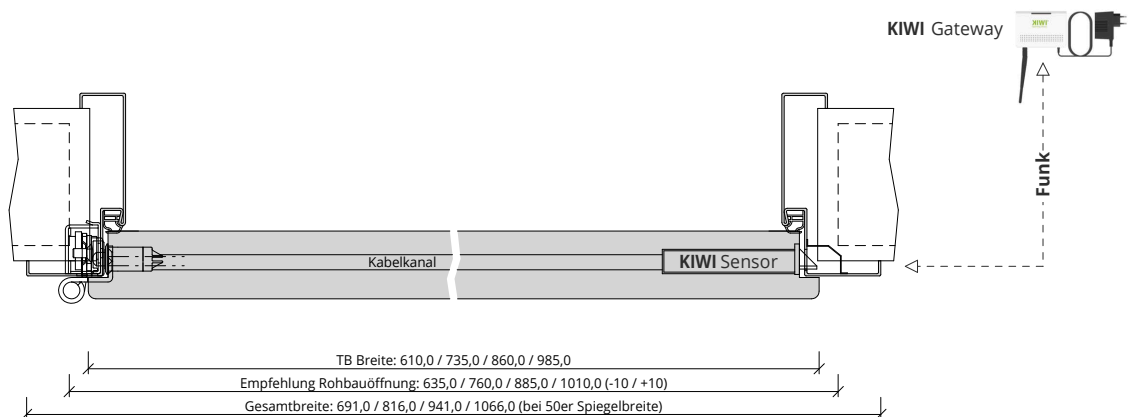 KIWI Gateway
KIWI
Funk
Kabelkanal
KIWI Sensor
TB Breite: 610,0 / 735,0 / 860,0 / 985,0
Empfehlung Rohbauöffnung: 635,0 / 760,0 / 885,0 / 1010,0 (-10 / +10)
Gesamtbreite: 691,0 / 816,0 / 941,0 / 1066,0 (bei 50er Spiegelbreite)